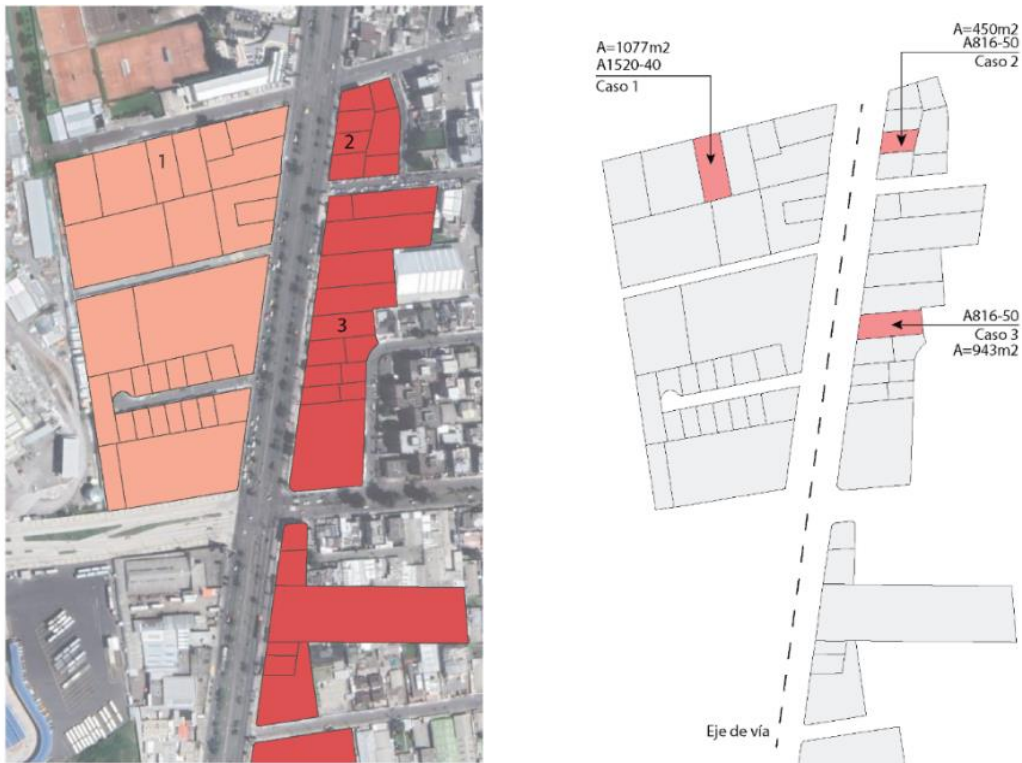 1
2
3
A=1077m2
A1520-40
Caso 1
A=450m2
A816-50
Caso 2
A816-50
Caso 3
A=943m2
Eje de vía